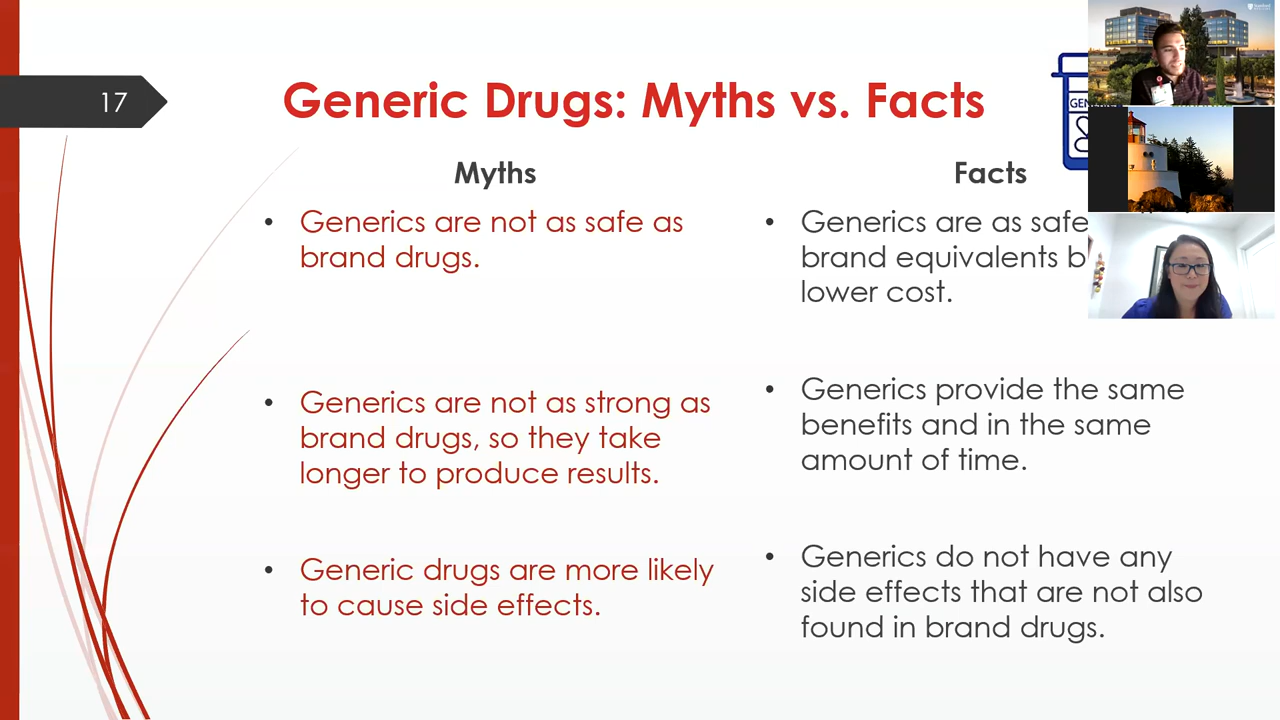 17
Generic Drugs: Myths vs. Facts
Myths
Generics are not as safe as
brand drugs.
Generics are not as strong as
brand drugs, so they take
longer to produce results.
Generic drugs are more likely
to cause side effects.
Facts
Generics are as safe
brand equivalents
lower cost.
Generics provide the same
benefits and in the same
amount of time.
Generics do not have any
side effects that are not also
found in brand drugs.